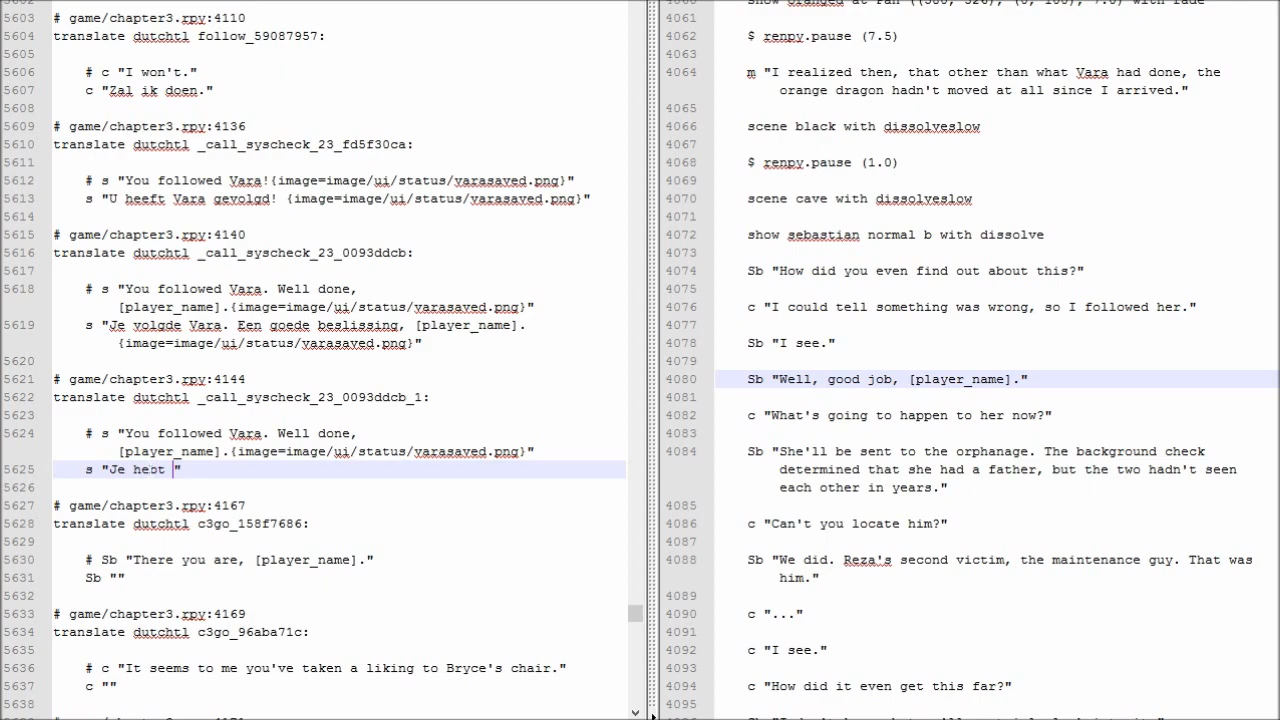 5603 # game/chapter3.rpy:4110
5604 translate dutchtl follow_59087957:
5605
5606 # c "I won't."
5607 c "Zal ik doen."
5608
5609 # game/chapter3.rpy:4136
5610 translate dutchtl _call_syscheck_23_fd5f30ca:
5611
5612 # s "You followed Vara!{image=image/ui/status/varasaved.png}"
5613 s "U heeft Vara gevolgd! {image=image/ui/status/varasaved.png}"
5614
5615 # game/chapter3.rpy:4140
5616 translate dutchtl _call_syscheck_23_0093ddcb:
5617
5618 # s "You followed Vara. Well done,
[player_name].{image=image/ui/status/varasaved.png}"
5619 s "Je volgde Vara. Een goede beslissing, [player_name].
{image=image/ui/status/varasaved.png}"
5620
5621 # game/chapter3.rpy:4144
5622 translate dutchtl _call_syscheck_23_0093ddcb_1:
5623
5624 # s "You followed Vara. Well done,
[player_name].{image=image/ui/status/varasaved.png}"
5625 s "Je hebt "
5626
5627 # game/chapter3.rpy:4167
5628 translate dutchtl c3go_158f7686:
5629
5630 # Sb "There you are, [player_name]."
5631 Sb ""
5632
5633 # game/chapter3.rpy:4169
5634 translate dutchtl c3go_96aba71c:
5635
5636 # c "It seems to me you've taken a liking to Bryce's chair."
5637 c ""
5638
4061
4062 $ renpy.pause (7.5)
4063
4064 m "I realized then, that other than what Vara had done, the
orange dragon hadn't moved at all since I arrived."
4065
4066 scene black with dissolveslow
4067
4068 $ renpy.pause (1.0)
4069
4070 scene cave with dissolveslow
4071
4072 show sebastian normal b with dissolve
4073
4074 Sb "How did you even find out about this?"
4075
4076 c "I could tell something was wrong, so I followed her."
4077
4078 Sb "I see."
4079
4080 Sb "Well, good job, [player_name]."
4081
4082 c "What's going to happen to her now?"
4083
4084 Sb "She'll be sent to the orphanage. The background check
determined that she had a father, but the two hadn't seen
each other in years."
4085
4086 c "Can't you locate him?"
4087
4088 Sb "We did. Reza's second victim, the maintenance guy. That was
him."
4089
4090 c "..."
4091
4092 c "I see."
4093
4094 c "How did it even get this far?"
4095